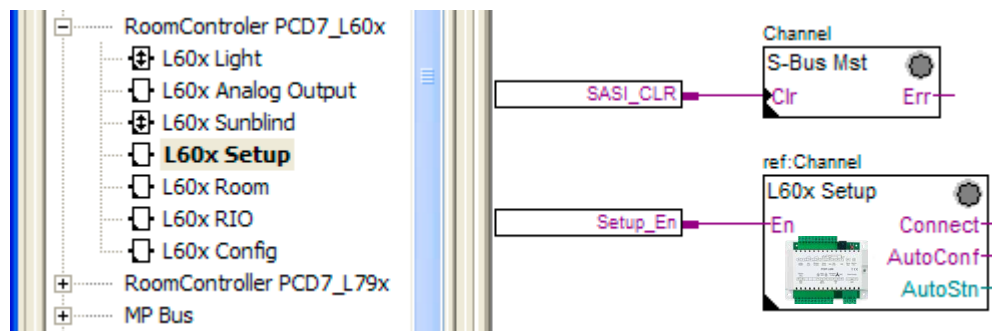 RoomControler PCD7_L60x
L60x Light
L60x Analog Output
L60x Sunblind
L60x Setup
L60x Room
L60x RIO
L60x Config
RoomController PCD7_L79x
MP Bus
Channel
S-Bus Mst
SASI_CLR
Clr
Err
ref:Channel
L60x Setup
Setup_En
En
Connect
AutoConf
AutoStn